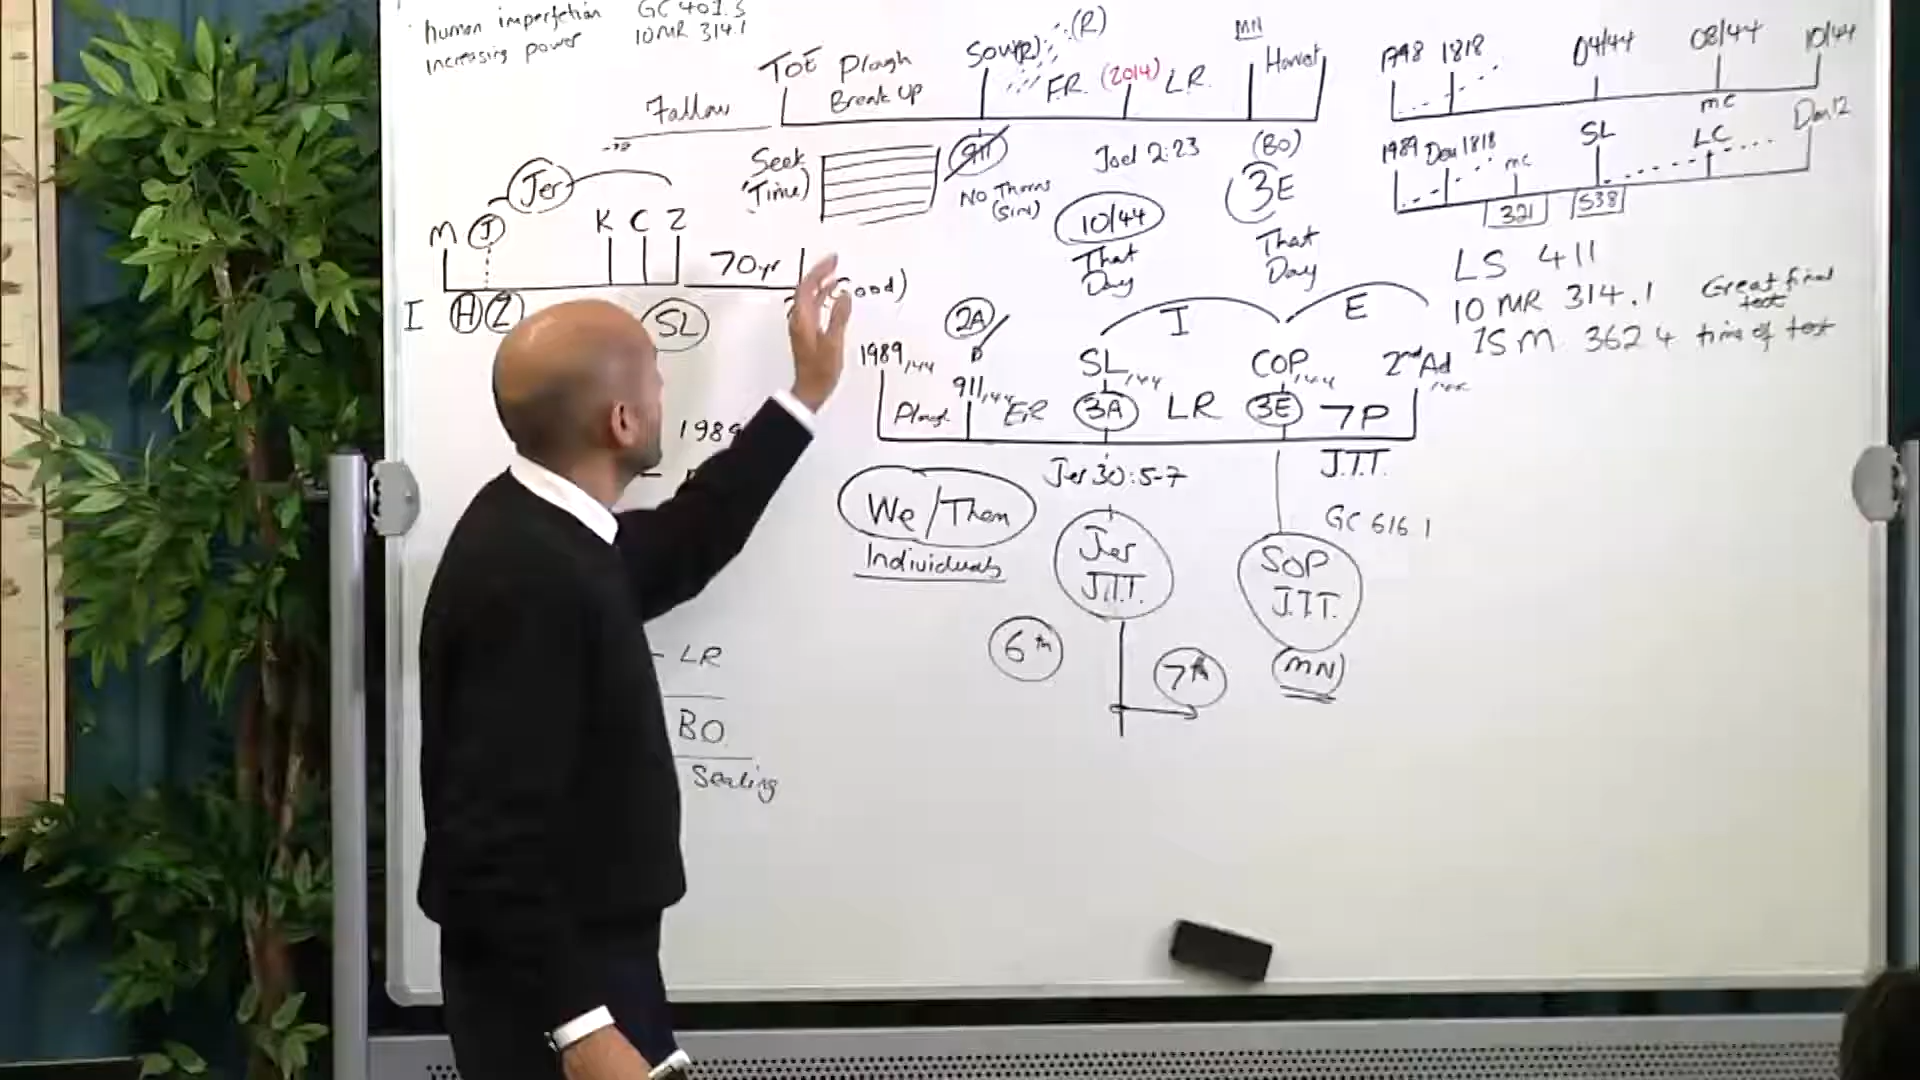 human imperfection
increasing power
GC 401.3
10MR 314.1
Fallow
TOE Plough
Break Up
Sow
(R)
F.R. (2014) L.R.
MN
Harvest
Seek
Time)
911
No Thorns
(Sin)
Joel 2:23
(BO)
3E
10/44
That
Day
That
Day
1798 1818 04/44 08/44 10/44
mc
1989 Dan 1818 mc SL LC Dan 12
321 538
Jer
M J K C Z
70yr
I H Z SL
LS 411
10 MR 314.1 Great final
test
1SM 362 4 time of test
2A
I E
1989,144 911,144 SL,144 COP,144 2nd Ad
Plough ER 3A LR 3E 7P
Jer 30:5-7 J.T.T.
1989
We/Them
Individuals
Jer
J.T.T.
GC 616 1
SOP
J.T.T.
MN
6th 7th
LR
BO
Sealing